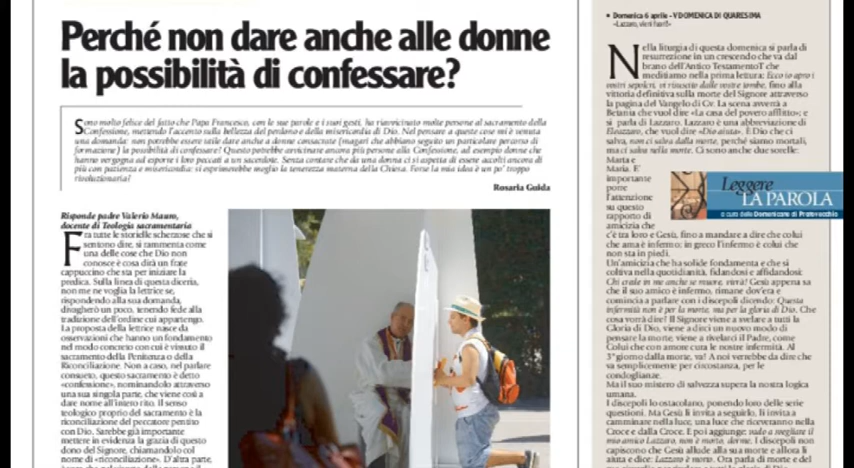 Perché non dare anche alle donne
la possibilità di confessare?
Sono molto felice del fatto che Papa Francesco, con le sue parole e i suoi gesti, ha riavvicinato molte persone al sacramento della
Confessione, mettendo l'accento sulla bellezza del perdono e della misericordia di Dio. Nel pensare a queste cose mi è venuta
una domanda: non potrebbe essere utile dare anche a donne consacrate (magari che abbiano seguito un particolare percorso di
formazione) la possibilità di confessare! Questo potrebbe avvicinare ancora più persone alla Confessione, ad esempio donne che
hanno vergogna ad esporre i loro peccati a un sacerdote. Senza contare che da una donna ci si aspetta di essere accolti ancora di
più con pazienza e misericordia: si esprimerebbe meglio la tenerezza materna della Chiesa. Forse la mia idea è un po' troppo
rivoluzionaria?
Rosaria Guida
Risponde padre Valerio Mauro,
docente di Teologia sacramentaria
Fra tutte le storielle scherzose che si
sentono dire, si rammenta come
una delle cose che Dio non
conosce è cosa dirà un frate
cappuccino che sta per iniziare la
predica. Sulla linea di questa diceria,
non me ne voglia la lettrice se,
rispondendo alla sua domanda,
divagherò un poco, tenendo fede alla
tradizione dell'ordine cui appartengo.
La proposta della lettrice nasce da
osservazioni che hanno un fondamento
nel modo concreto con cui è vissuto il
sacramento della Penitenza o della
Riconciliazione. Non a caso, nel parlare
consueto, questo sacramento è detto
«confessione», nominandolo attraverso
una sua singola parte, che viene così a
dare nome all'intero rito. Il senso
teologico proprio del sacramento è la
riconciliazione del peccatore pentito
con Dio. Sarebbe già importante
mettere in evidenza la grazia di questo
dono del Signore, chiamandolo col
nome di «riconciliazione». D'altra parte,
• Domenica 6 aprile - V DOMENICA DI QUARESIMA
«Lazzaro, vieni fuori!»
Nella liturgia di questa domenica si parla di
resurrezione in un crescendo che va dal
brano dell'Antico Testamento che
meditiamo nella prima lettura: Ecco io apro i
vostri sepolcri, vi risuscito dalle vostre tombe, fino alla
vittoria definitiva sulla morte del Signore attraverso
la pagina del Vangelo di Gv. La scena avverrà a
Betania che vuol dire «La casa del povero afflitto»; e
si parla di Lazzaro. Lazzaro è una abbreviazione di
Eleazzaro, che vuol dire «Dio aiuta». È Dio che ci
salva, non ci salva dalla morte, perché siamo mortali,
ma ci salva nella morte. Ci sono anche due sorelle:
Marta e
Maria. E'
importante
porre
l'attenzione
su questo
rapporto di
amicizia che
Leggere
LA PAROLA
a cura delle Domenicane di Pratovecchio
c'è tra loro e Gesù, fino a mandare a dire che colui
che ama è infermo; in greco l'infermo è colui che
non sta in piedi.
Un'amicizia che ha solide fondamenta e che si
coltiva nella quotidianità, fidandosi e affidandosi:
Chi crede in me anche se muore, vivrà! Gesù appena sa
che il suo amico è infermo, rimane dov'era e
comincia a parlare con i discepoli dicendo: Questa
infermità non è per la morte, ma per la gloria di Dio. Che
cosa vorrà dire? Il Signore viene a svelare a tutti la
Gloria di Dio, viene a dirci un nuovo modo di
pensare la morte; viene a rivelarci il Padre, come
Colui che con amore cura le nostre infermità. Al
3° giorno dalla morte, va! A noi verrebbe da dire che
va semplicemente per circostanza, per le
condoglianze.
Ma il suo mistero di salvezza supera la nostra logica
umana.
I discepoli lo ostacolano, ponendo loro delle serie
questioni. Ma Gesù li invita a seguirlo, li invita a
camminare nella luce, una luce che riceveranno nella
Croce e dalla Croce. E poi aggiunge: vado a svegliare il
mio amico Lazzaro, non è morto, dorme. I discepoli non
capiscono che Gesù allude alla sua morte e allora li
aiuta e dice: Lazzaro è morto. Ora parla di morte e del